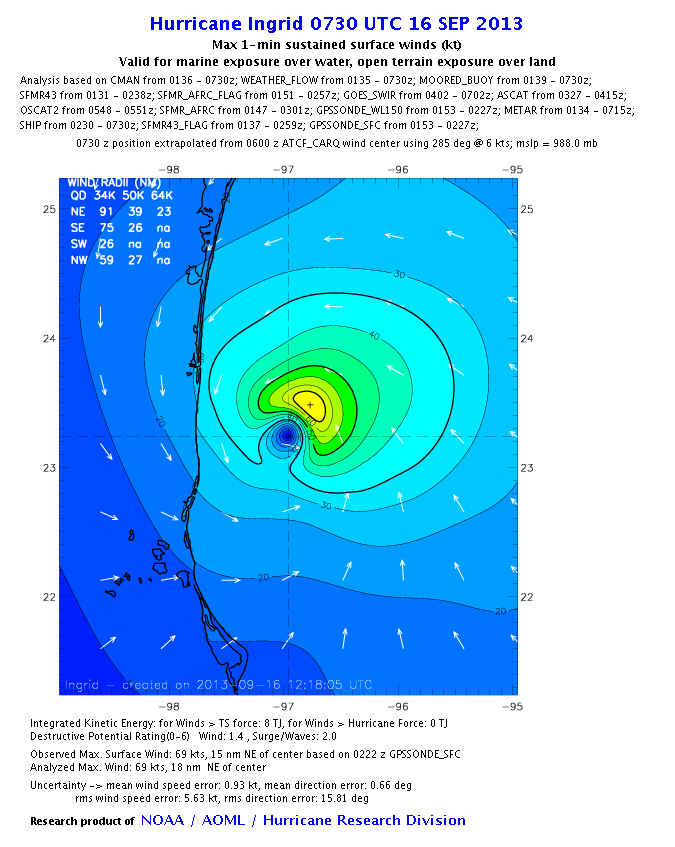 Hurricane Ingrid 0730 UTC 16 SEP 2013
Max 1-min sustained surface winds (kt)
Valid for marine exposure over water, open terrain exposure over land
Analysis based on CMAN from 0136 - 0730z; WEATHER_FLOW from 0135 - 0730z; MOORED_BUOY from 0139 - 0730z;
SFMR43 from 0131 - 0238z; SFMR_AFRC_FLAG from 0151 - 0257z; GOES_SWIR from 0402 - 0702z; ASCAT from 0327 - 0415z;
OSCAT2 from 0548 - 0551z; SFMR_AFRC from 0147 - 0301z; GPSSONDE_WL150 from 0153 - 0227z; METAR from 0134 - 0715z;
SHIP from 0230 - 0730z; SFMR43_FLAG from 0137 - 0259z; GPSSONDE_SFC from 0153 - 0227z;
0730 z position extrapolated from 0600 z ATCF_CARQ wind center using 285 deg @ 6 kts; mslp = 988.0 mb
-98 -97 -96 -95
WIND RADII (NM)
QD 34K 50K 64K
NE 91 39 23
SE 75 26 na
SW 26 na na
NW 59 27 na
25 25
30
24 24
40
20
23 23
30
22 22
20
20
Ingrid - created on 2013-09-16 12:18:05 UTC
-98 -97 -96 -95
Integrated Kinetic Energy: for Winds > TS force: 8 TJ, for Winds > Hurricane Force: 0 TJ
Destructive Potential Rating(0-6) Wind: 1.4 , Surge/Waves: 2.0
Observed Max. Surface Wind: 69 kts, 15 nm NE of center based on 0222 z GPSSONDE_SFC
Analyzed Max. Wind: 69 kts, 18 nm NE of center
Uncertainty -> mean wind speed error: 0.93 kt, mean direction error: 0.66 deg
rms wind speed error: 5.63 kt, rms direction error: 15.81 deg
Research product of NOAA / AOML / Hurricane Research Division